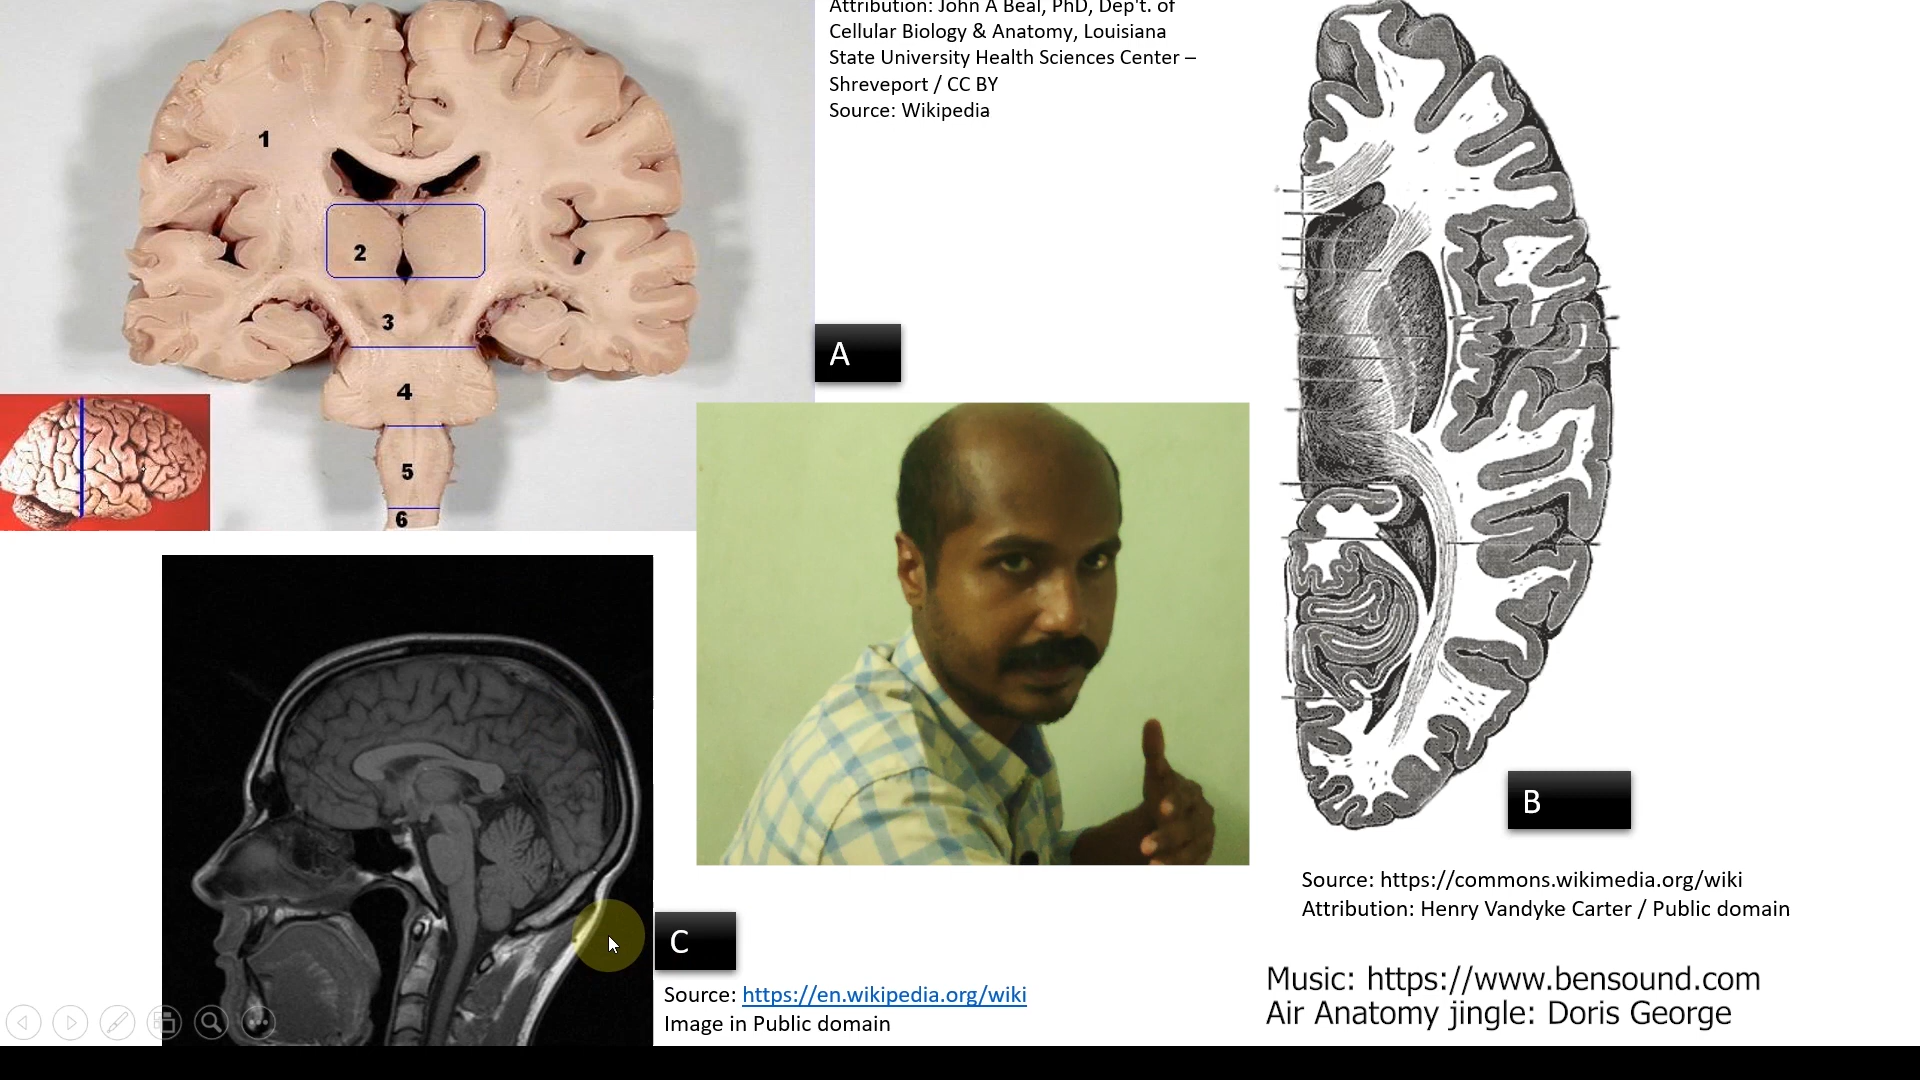 Attribution: John A Beal, PhD, Dep't. of
Cellular Biology & Anatomy, Louisiana
State University Health Sciences Center –
Shreveport / CC BY
Source: Wikipedia
1
2
3
4
5
6
A
B
Source: https://commons.wikimedia.org/wiki
Attribution: Henry Vandyke Carter / Public domain
C
Source: https://en.wikipedia.org/wiki
Image in Public domain
Music: https://www.bensound.com
Air Anatomy jingle: Doris George